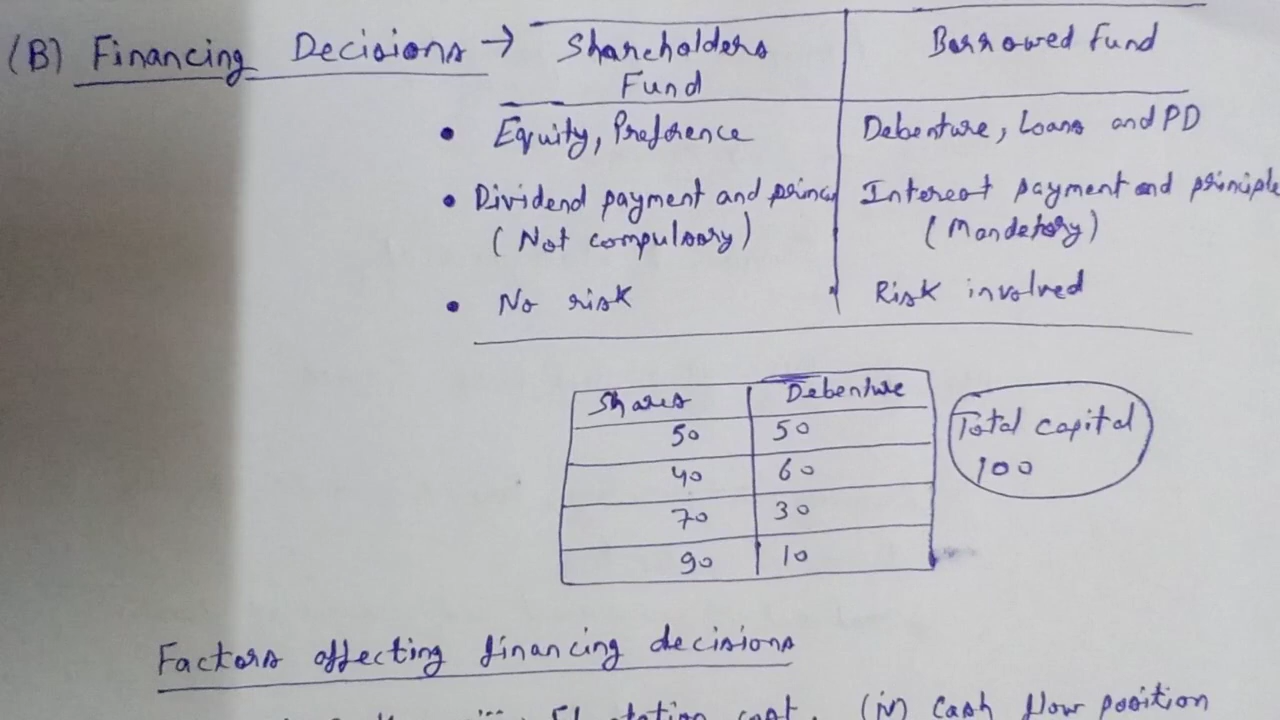 (B) Financing Decisions → Shareholders Fund | Borrowed Fund
• Equity, Preference | Debenture, Loans and PD
• Dividend payment and princi | Interest payment and principle
(Not compulsory) | (Mandetory)
• No risk | Risk involved
Shares | Debenture
50 | 50
40 | 60
70 | 30
90 | 10
Total capital
100
Factors affecting financing decisions
cost. (iv) Cash flow position